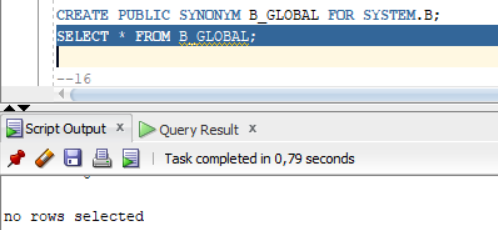 CREATE PUBLIC SYNONYM B_GLOBAL FOR SYSTEM.B;
SELECT * FROM B_GLOBAL;
--16
Script Output x Query Result x
Task completed in 0,79 seconds
no rows selected